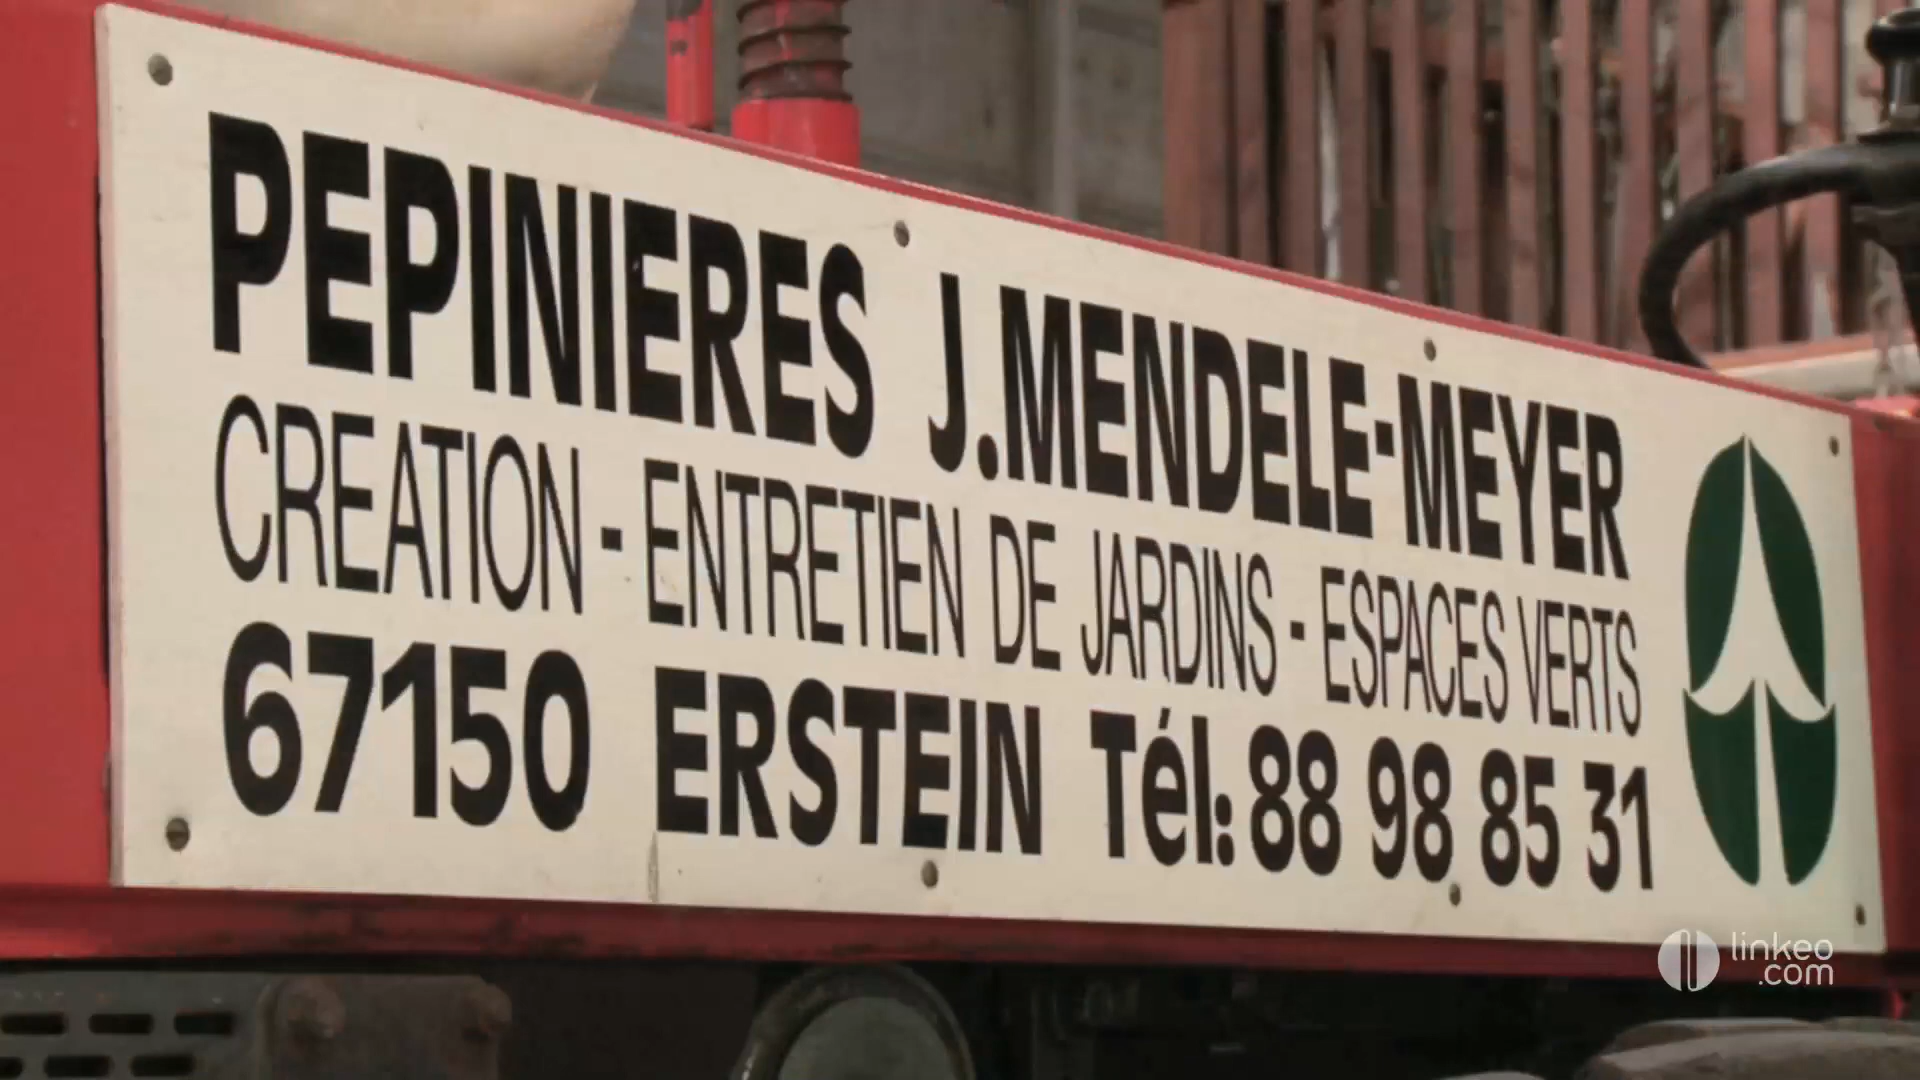 PEPINIERES J.MENDELE-MEYER
CREATION - ENTRETIEN DE JARDINS - ESPACES VERTS
67150 ERSTEIN Tél: 88 98 85 31
linkeo
.com